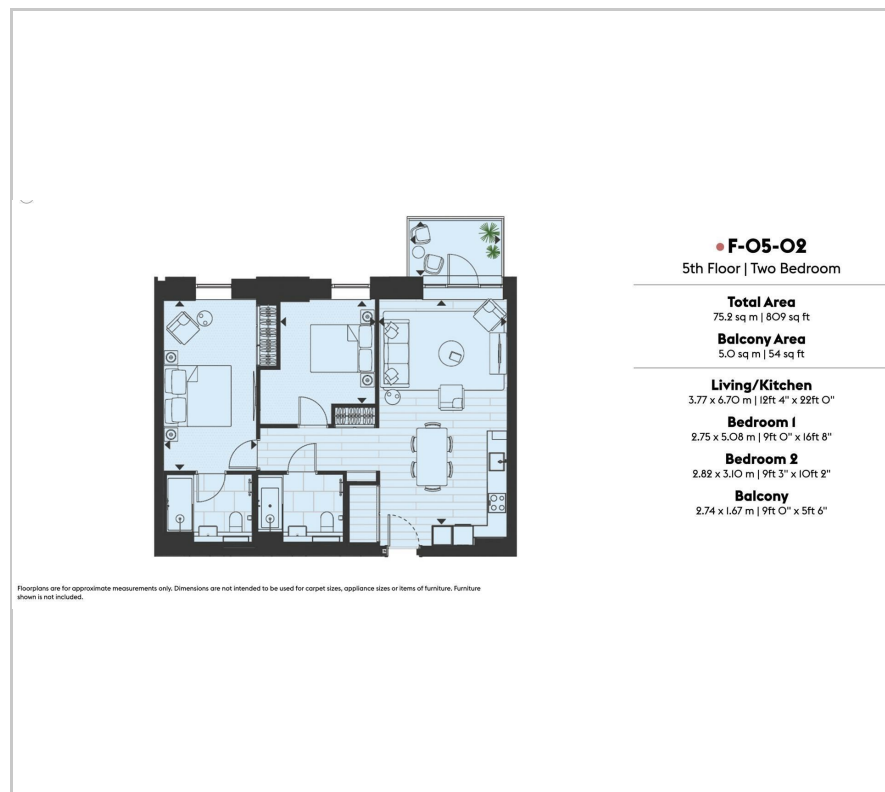 F-05-02
5th Floor | Two Bedroom
Total Area
75.2 sq m | 809 sq ft
Balcony Area
5.0 sq m | 54 sq ft
Living/Kitchen
3.77 x 6.70 m | 12ft 4" x 22ft 0"
Bedroom 1
2.75 x 5.08 m | 9ft 0" x 16ft 8"
Bedroom 2
2.82 x 3.10 m | 9ft 3" x 10ft 2"
Balcony
2.74 x 1.67 m | 9ft 0" x 5ft 6"
Floorplans are for approximate measurements only. Dimensions are not intended to be used for carpet sizes, appliance sizes or items of furniture. Furniture
shown is not included.